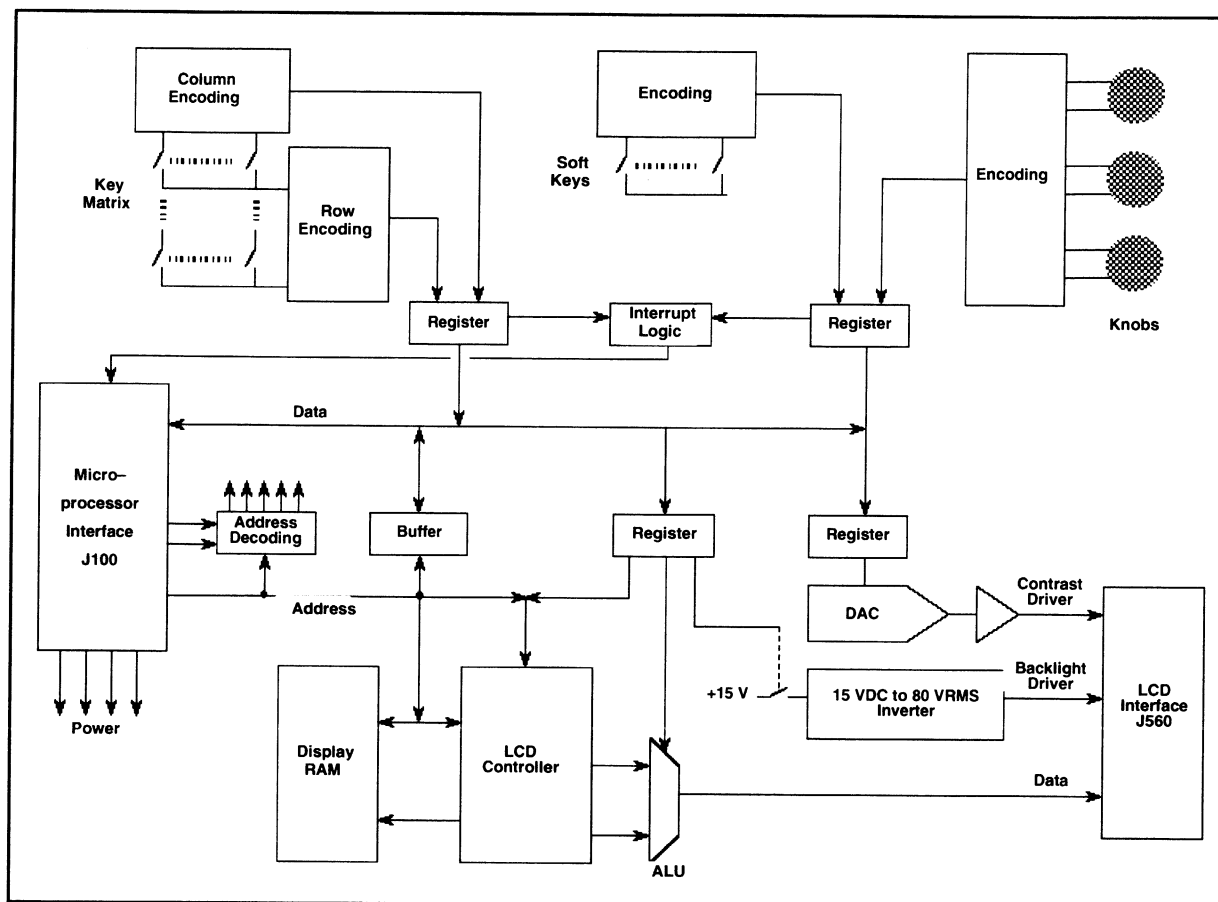 Column
Encoding
Encoding
Encoding
Key
Matrix
Row
Encoding
Soft
Keys
Knobs
Register
Interrupt
Logic
Register
Data
Micro–
processor
Interface
J100
Address
Decoding
Buffer
Register
Register
Address
DAC
Contrast
Driver
Power
Display
RAM
LCD
Controller
+15 V
15 VDC to 80 VRMS
Inverter
Backlight
Driver
LCD
Interface
J560
Data
ALU